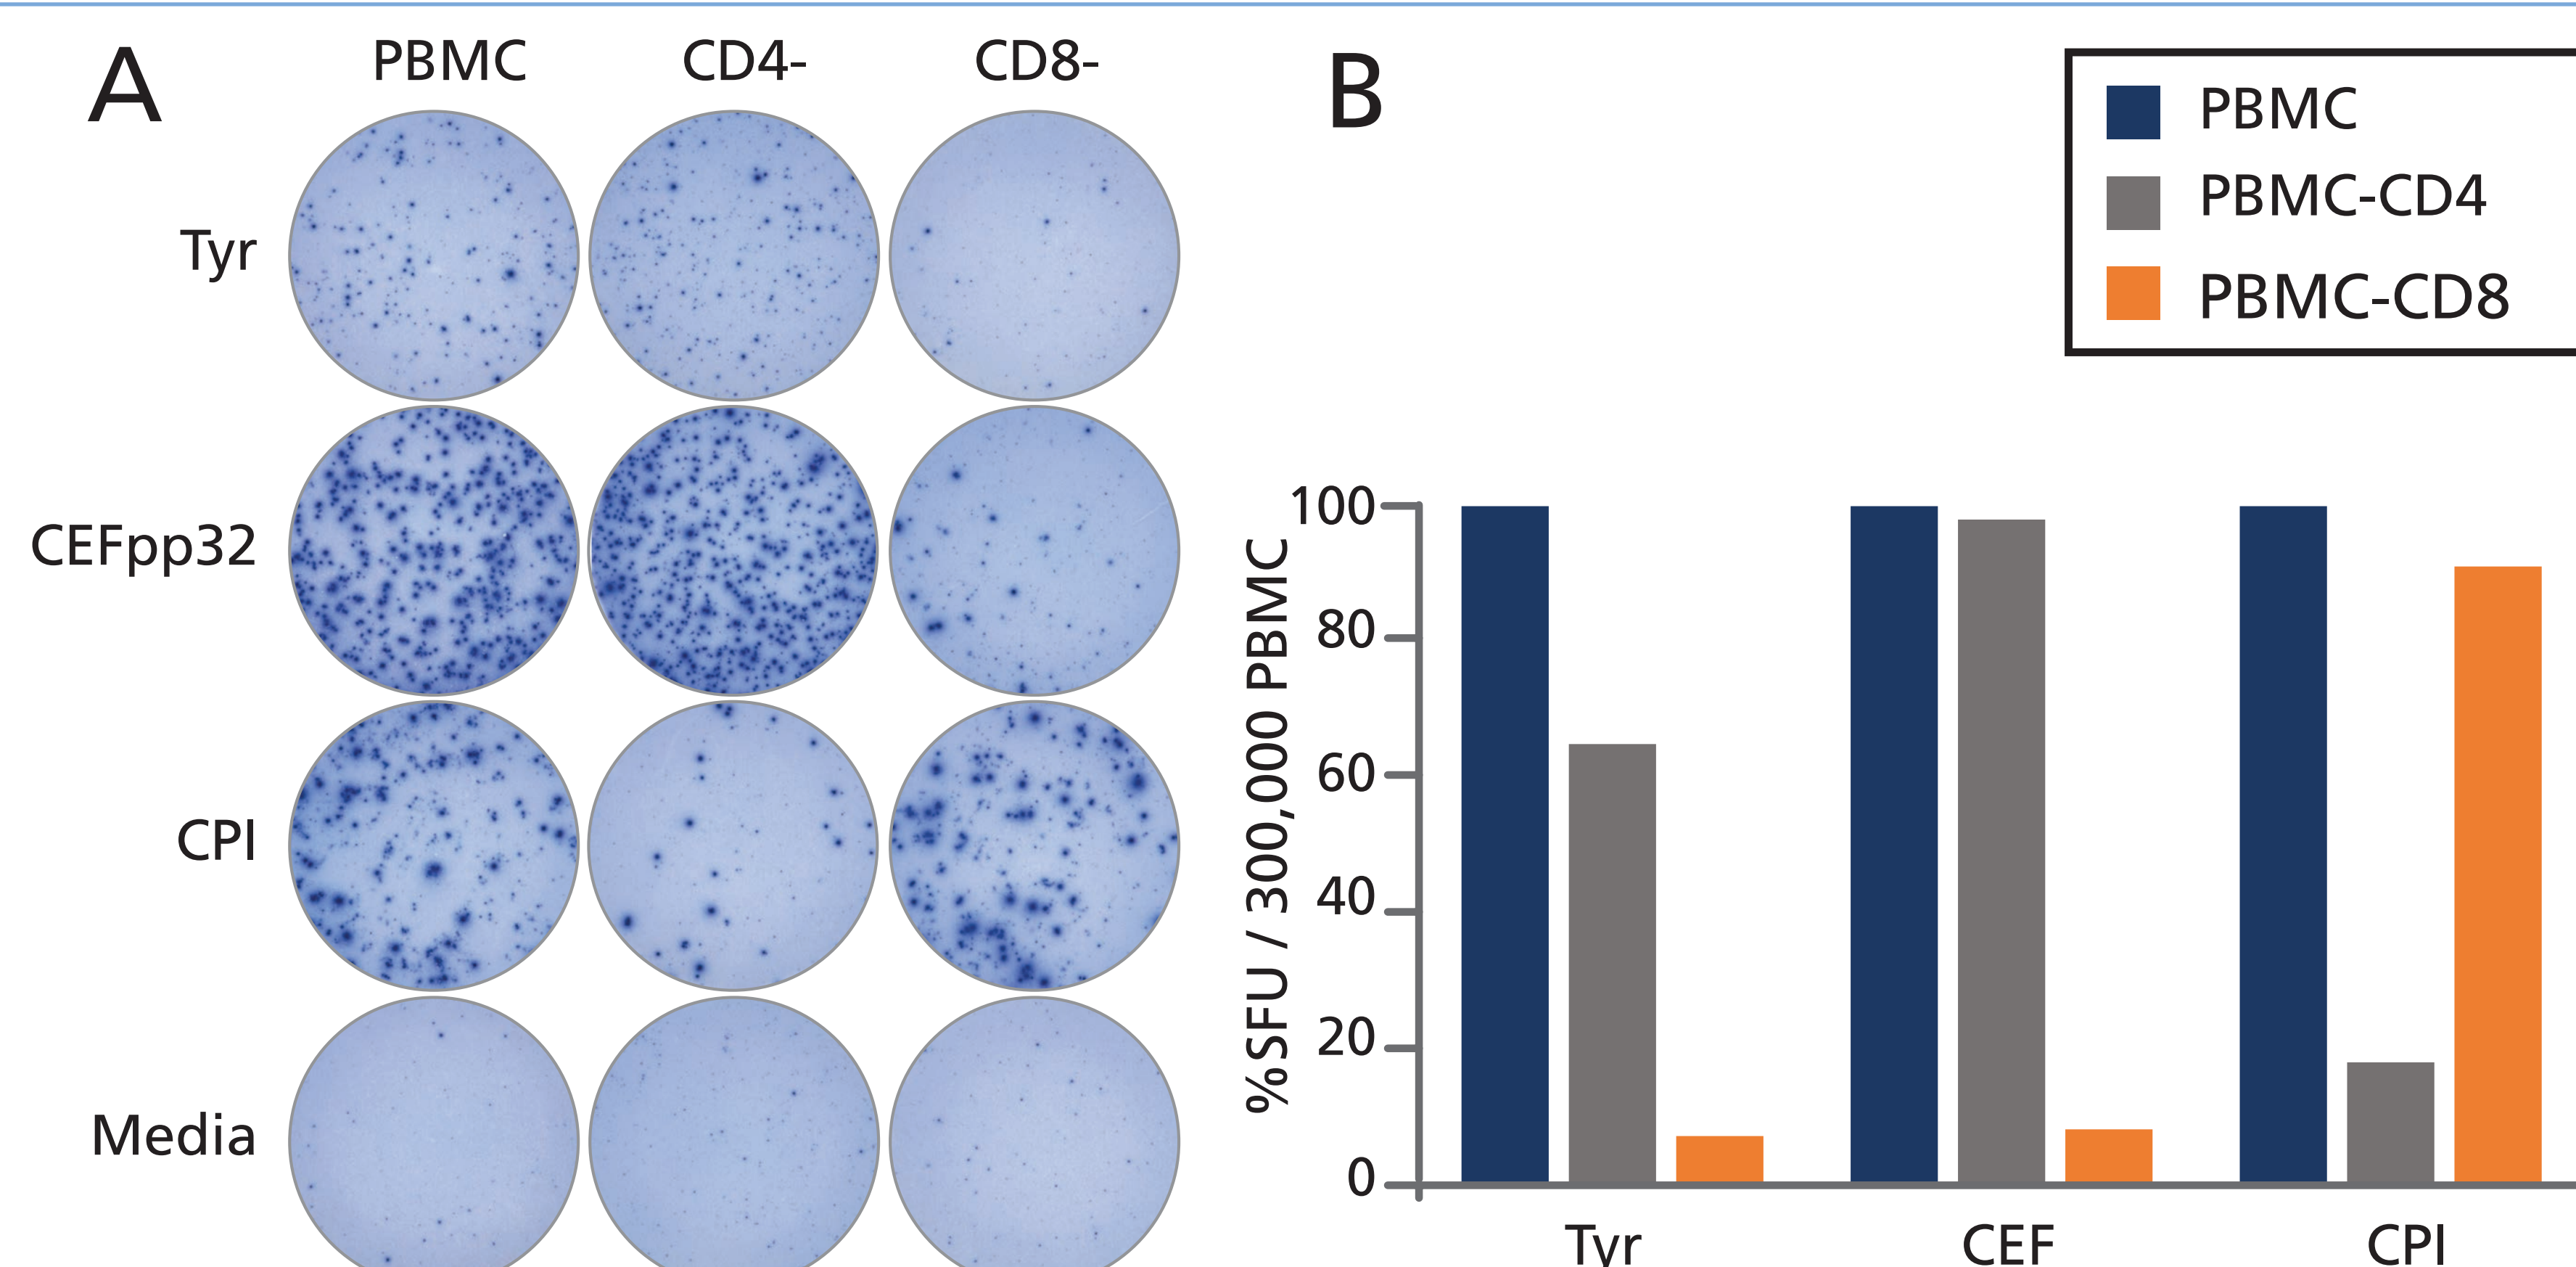 A
PBMC
CD4-
CD8-
Tyr
CEFpp32
CPI
Media
B
PBMC
PBMC-CD4
PBMC-CD8
%SFU / 300,000 PBMC
100
80
60
40
20
0
Tyr
CEF
CPI